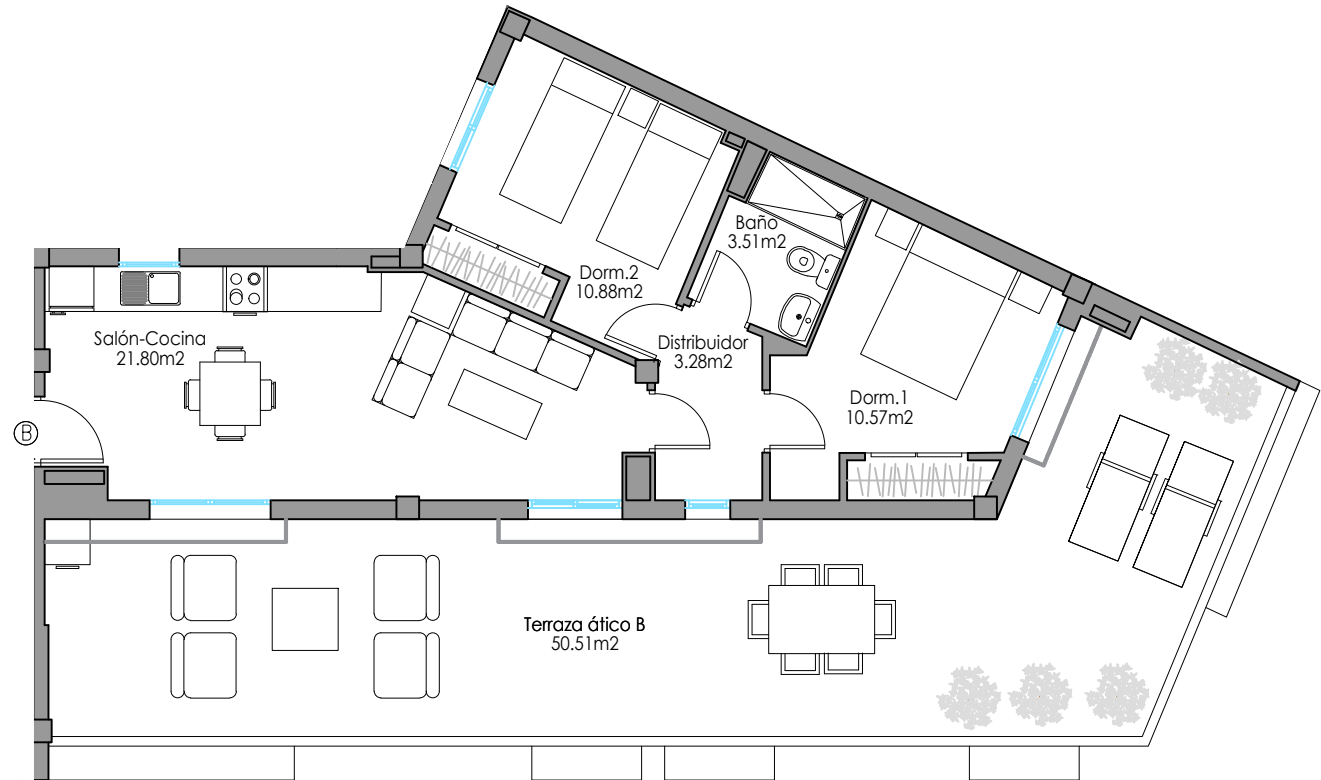 Baño
3.51m2
Dorm.2
10.88m2
Salón-Cocina
21.80m2
Distribuidor
3.28m2
Dorm.1
10.57m2
B
Terraza ático B
50.51m2